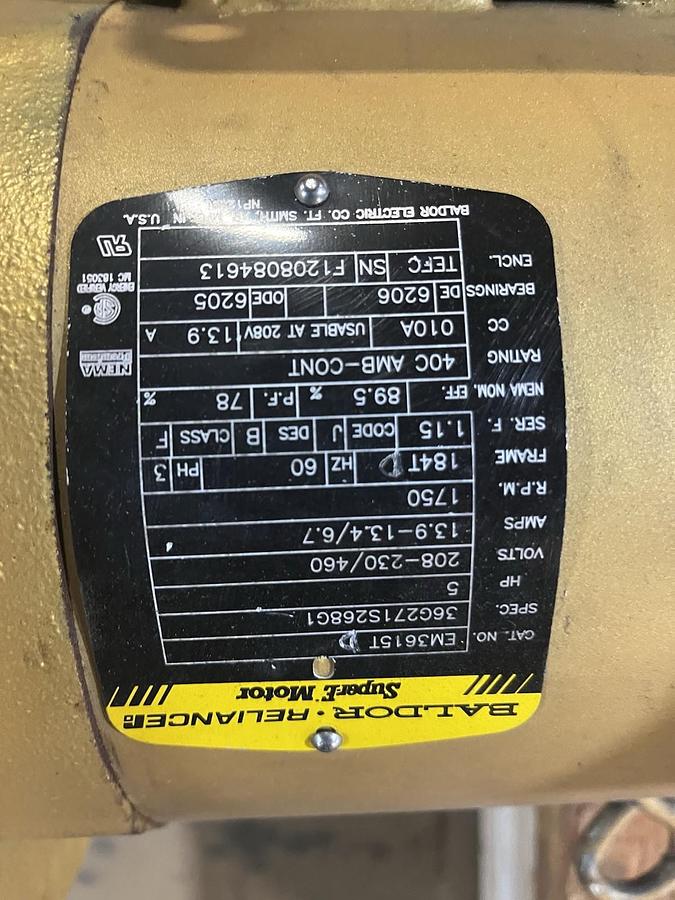 BALDOR • RELIANCE
Super-E Motor
CAT. NO. EM3615T
SPEC. 36G271S268G1
HP 5
VOLTS 208-230/460
AMPS 13.9-13.4/6.7
R.P.M. 1750
FRAME 184T HZ 60 PH 3
SER. F. 1.15 CODE J DES B CLASS F
NEMA NOM. EFF. 89.5 % P.F. 78 %
RATING 40C AMB-CONT
CC 010A USABLE AT 208V 13.9 A
BEARINGS DE 6206 ODE 6205
ENCL. TEFC SN F1208084613
BALDOR ELECTRIC CO. FT. SMITH, IN U.S.A.
NEMA
Premium
ENERGY VERIFIED
MC 183051